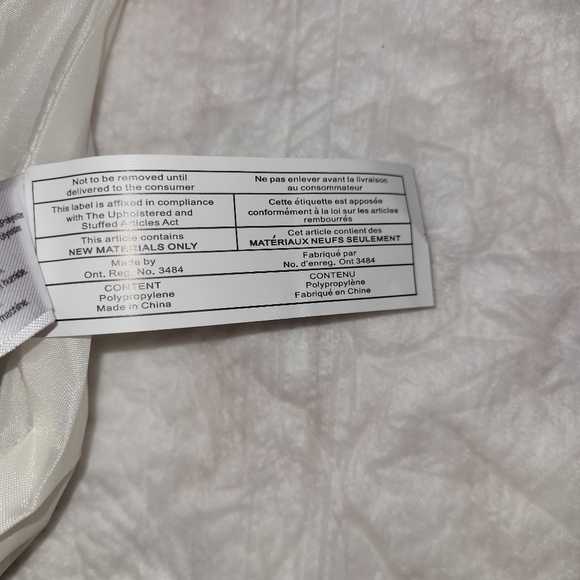 Not to be removed until
delivered to the consumer
Ne pas enlever avant la livraison
au consommateur
This label is affixed in compliance
with The Upholstered and
Stuffed Articles Act
Cette étiquette est apposée
conformément à la loi sur les articles
rembourrés
This article contains
NEW MATERIALS ONLY
Cet article contient des
MATÉRIAUX NEUFS SEULEMENT
Made by
Ont. Reg. No. 3484
Fabriqué par
No. d'enreg. Ont 3484
CONTENT
Polypropylene
Made in China
CONTENU
Polypropylène
Fabriqué en Chine
humide.